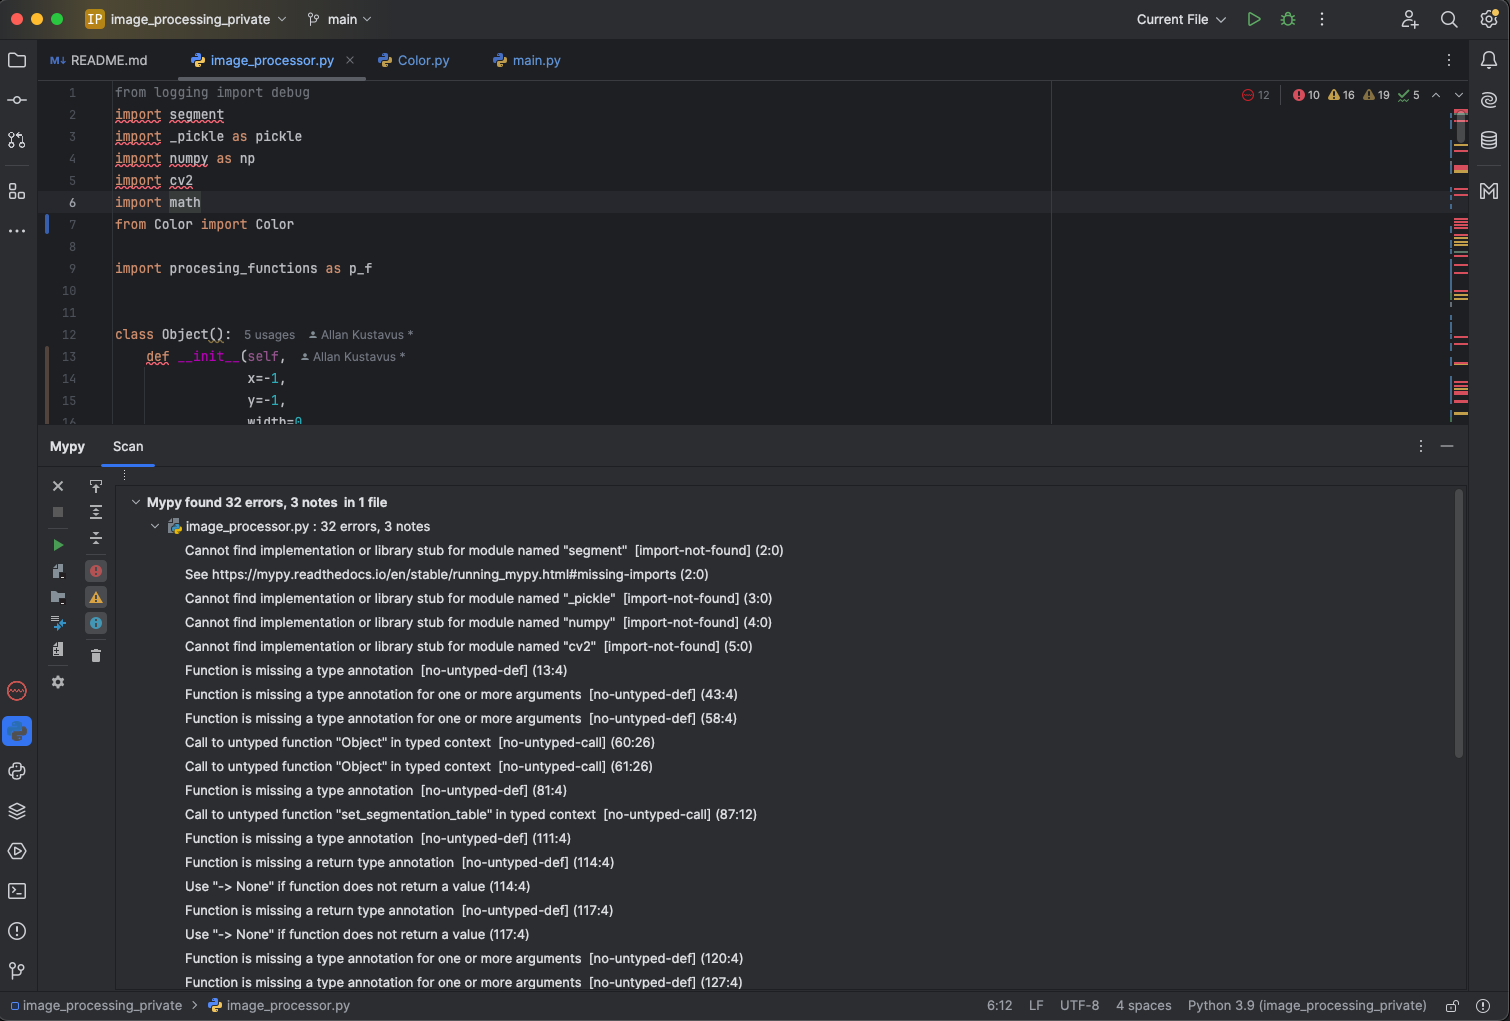 IP image_processing_private main Current File
README.md image_processor.py Color.py main.py
12 10 16 19 5
1 from logging import debug
2 import segment
3 import _pickle as pickle
4 import numpy as np
5 import cv2
6 import math
7 from Color import Color
8
9 import procesing_functions as p_f
10
11
12 class Object(): 5 usages Allan Kustavus *
13 def __init__(self, Allan Kustavus *
14 x=-1,
15 y=-1,
16 width=0
Mypy Scan
Mypy found 32 errors, 3 notes in 1 file
image_processor.py : 32 errors, 3 notes
Cannot find implementation or library stub for module named "segment" [import-not-found] (2:0)
See https://mypy.readthedocs.io/en/stable/running_mypy.html#missing-imports (2:0)
Cannot find implementation or library stub for module named "_pickle" [import-not-found] (3:0)
Cannot find implementation or library stub for module named "numpy" [import-not-found] (4:0)
Cannot find implementation or library stub for module named "cv2" [import-not-found] (5:0)
Function is missing a type annotation [no-untyped-def] (13:4)
Function is missing a type annotation for one or more arguments [no-untyped-def] (43:4)
Function is missing a type annotation for one or more arguments [no-untyped-def] (58:4)
Call to untyped function "Object" in typed context [no-untyped-call] (60:26)
Call to untyped function "Object" in typed context [no-untyped-call] (61:26)
Function is missing a type annotation [no-untyped-def] (81:4)
Call to untyped function "set_segmentation_table" in typed context [no-untyped-call] (87:12)
Function is missing a type annotation [no-untyped-def] (111:4)
Function is missing a return type annotation [no-untyped-def] (114:4)
Use "-> None" if function does not return a value (114:4)
Function is missing a return type annotation [no-untyped-def] (117:4)
Use "-> None" if function does not return a value (117:4)
Function is missing a type annotation for one or more arguments [no-untyped-def] (120:4)
Function is missing a type annotation for one or more arguments [no-untyped-def] (127:4)
image_processing_private > image_processor.py 6:12 LF UTF-8 4 spaces Python 3.9 (image_processing_private)